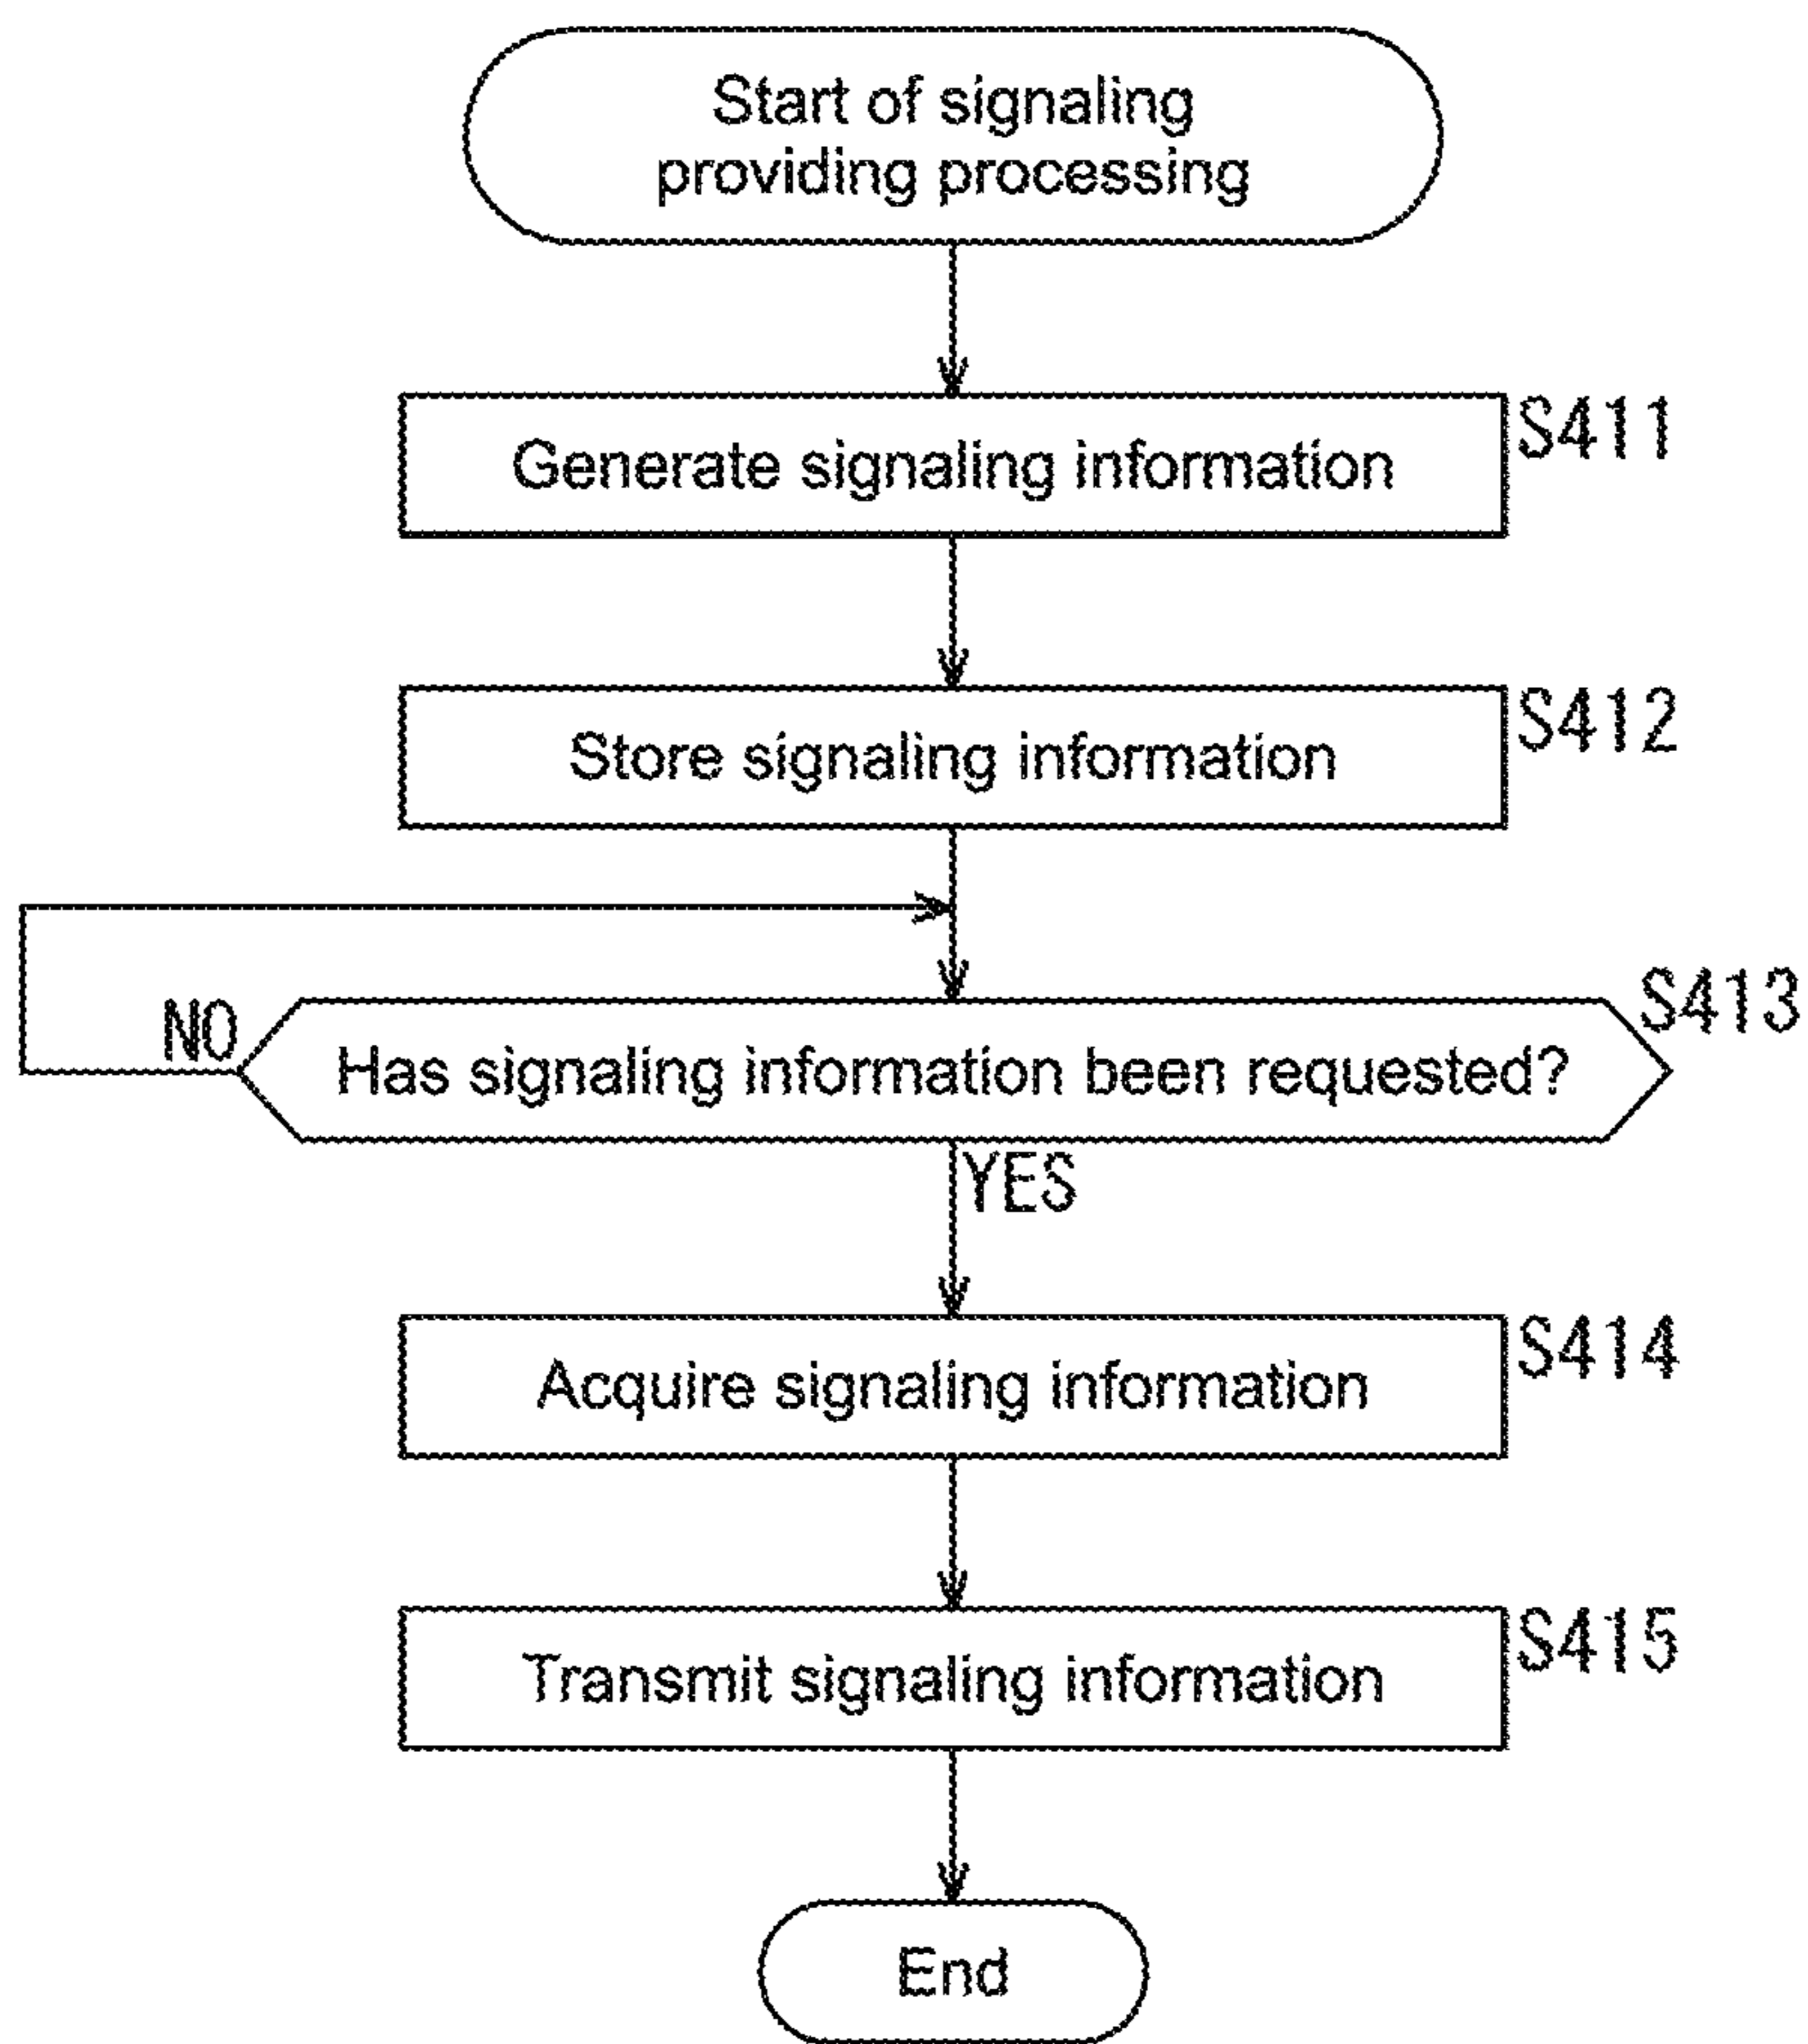 Start of signaling
providing processing
Generate signaling information
S411
Store signaling information
S412
S413
NO
Has signaling information been requested?
YES
Acquire signaling information
S414
Transmit signaling information
S415
End